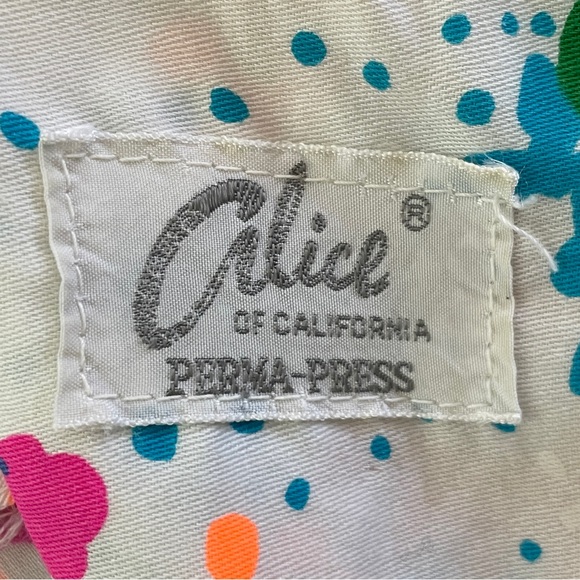 Alice ®
OF CALIFORNIA
PERMA-PRESS